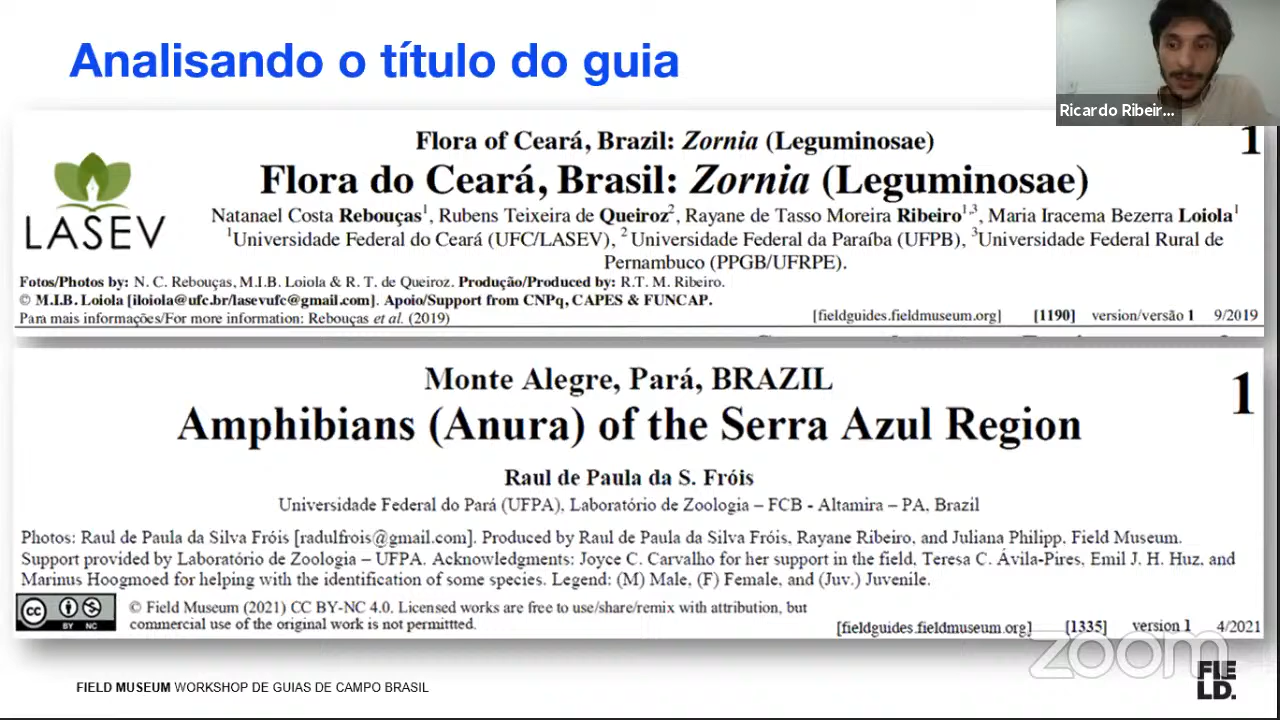 Analisando o título do guia
Ricardo Ribeir...
Flora of Ceará, Brazil: Zornia (Leguminosae)
1
Flora do Ceará, Brasil: Zornia (Leguminosae)
LASEV
Natanael Costa Rebouças1, Rubens Teixeira de Queiroz2, Rayane de Tasso Moreira Ribeiro1,3, Maria Iracema Bezerra Loiola1
1Universidade Federal do Ceará (UFC/LASEV), 2Universidade Federal da Paraíba (UFPB), 3Universidade Federal Rural de
Pernambuco (PPGB/UFRPE).
Fotos/Photos by: N. C. Rebouças, M.I.B. Loiola & R. T. de Queiroz. Produção/Produced by: R.T. M. Ribeiro.
© M.I.B. Loiola [iloiola@ufc.br/lasevufc@gmail.com]. Apoio/Support from CNPq, CAPES & FUNCAP.
Para mais informações/For more information: Rebouças et al. (2019)
[fieldguides.fieldmuseum.org] [1190] version/versão 1 9/2019
Monte Alegre, Pará, BRAZIL
1
Amphibians (Anura) of the Serra Azul Region
Raul de Paula da S. Fróis
Universidade Federal do Pará (UFPA), Laboratório de Zoologia – FCB - Altamira – PA, Brazil
Photos: Raul de Paula da Silva Fróis [radulfrois@gmail.com]. Produced by Raul de Paula da Silva Fróis, Rayane Ribeiro, and Juliana Philipp, Field Museum.
Support provided by Laboratório de Zoologia – UFPA. Acknowledgments: Joyce C. Carvalho for her support in the field, Teresa C. Ávila-Pires, Emil J. H. Huz, and
Marinus Hoogmoed for helping with the identification of some species. Legend: (M) Male, (F) Female, and (Juv.) Juvenile.
cc BY NC
© Field Museum (2021) CC BY-NC 4.0. Licensed works are free to use/share/remix with attribution, but
commercial use of the original work is not permittted.
[fieldguides.fieldmuseum.org] [1335] version 1 4/2021
zoom
FIELD MUSEUM WORKSHOP DE GUIAS DE CAMPO BRASIL
FIE
LD.